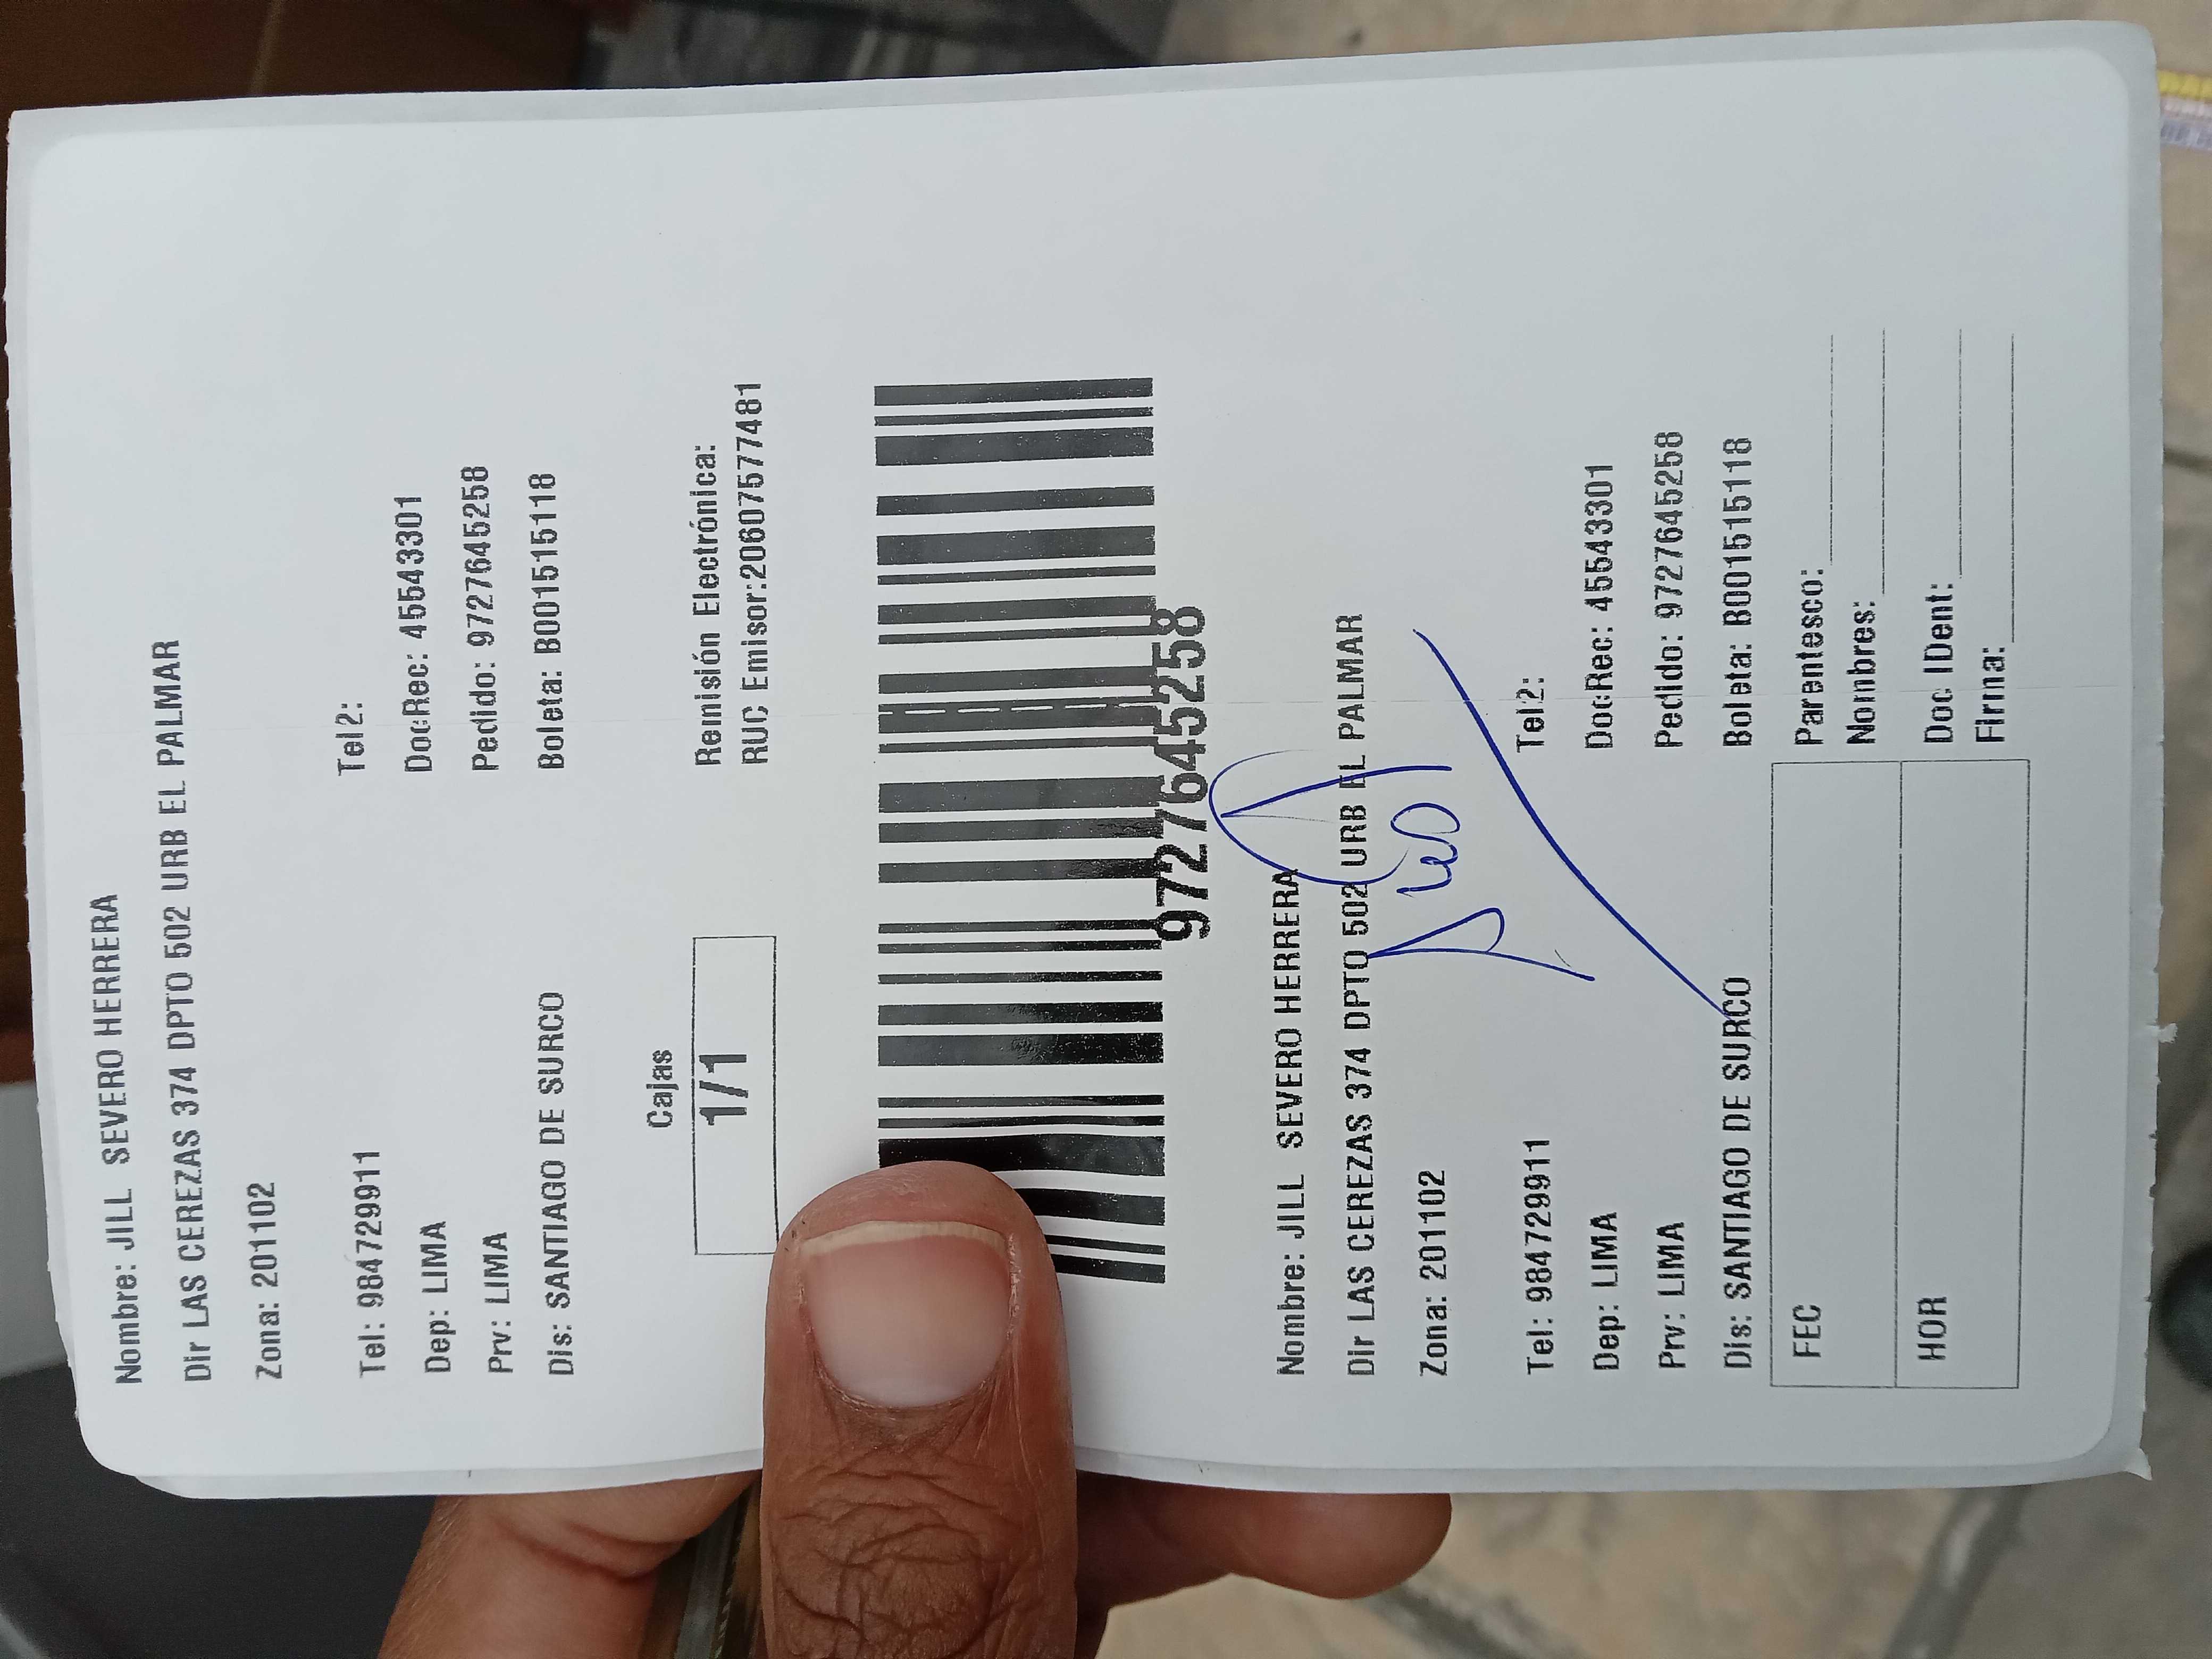 Nombre: JILL SEVERO HERRERA
Dir LAS CEREZAS 374 DPTO 502 URB EL PALMAR
Zona: 201102
Tel: 984729911 Tel2:
Dep: LIMA DocRec: 45543301
Prv: LIMA Pedido: 9727645258
Dis: SANTIAGO DE SURCO Boleta: B001515118
Cajas
1/1
Remisión Electrónica:
RUC Emisor:20607577481
9727645258
Nombre: JILL SEVERO HERRERA
Dir LAS CEREZAS 374 DPTO 502 URB EL PALMAR
Zona: 201102
Tel: 984729911 Tel2:
Dep: LIMA DocRec: 45543301
Prv: LIMA Pedido: 9727645258
Dis: SANTIAGO DE SURCO Boleta: B001515118
FEC
HOR
Parentesco:
Nombres:
Doc IDent:
Firma: